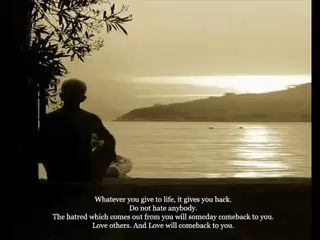 Whatever you give to life, it gives you back.
Do not hate anybody.
The hatred which comes out from you will someday comeback to you.
Love others. And Love will comeback to you.